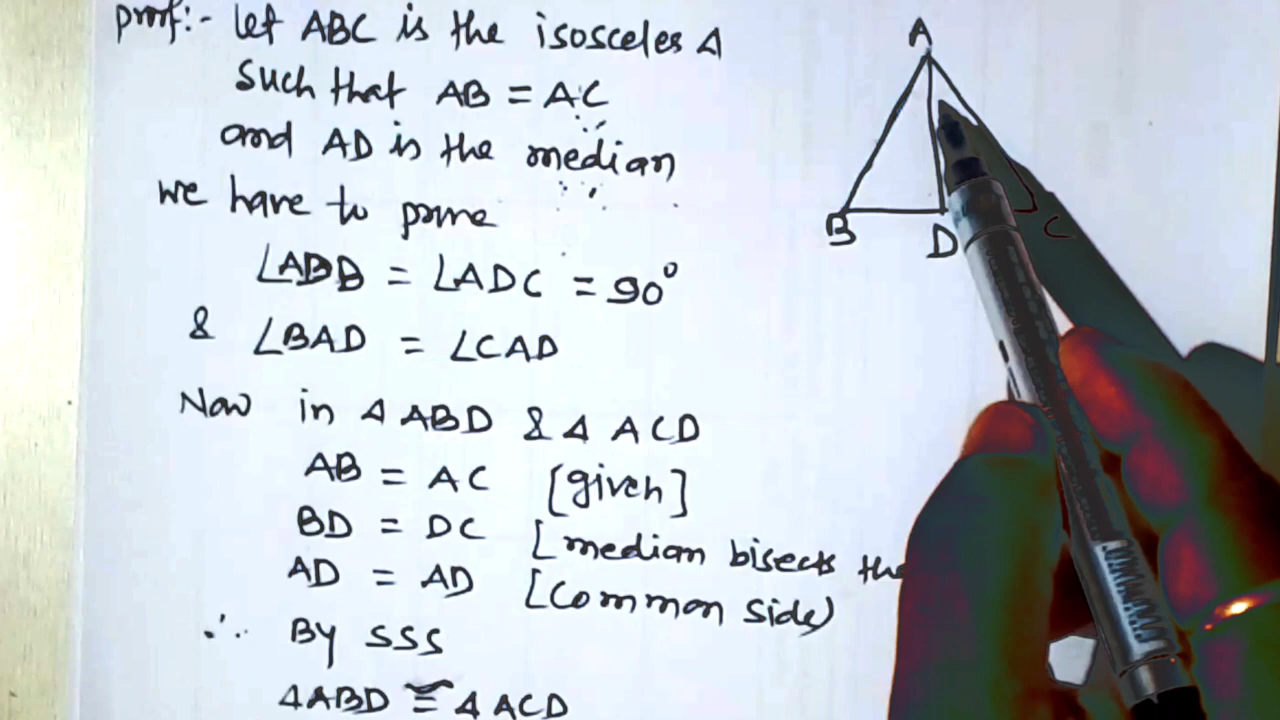 proof:- let ABC is the isosceles Δ
such that AB = AC
and AD is the median
we have to prove
∠ADB = ∠ADC = 90°
& ∠BAD = ∠CAD
Now in Δ ABD & Δ ACD
AB = AC [given]
BD = DC [median bisects the
AD = AD [common side)
∴ By SSS
ΔABD ≅ Δ ACD
A
B
D
C